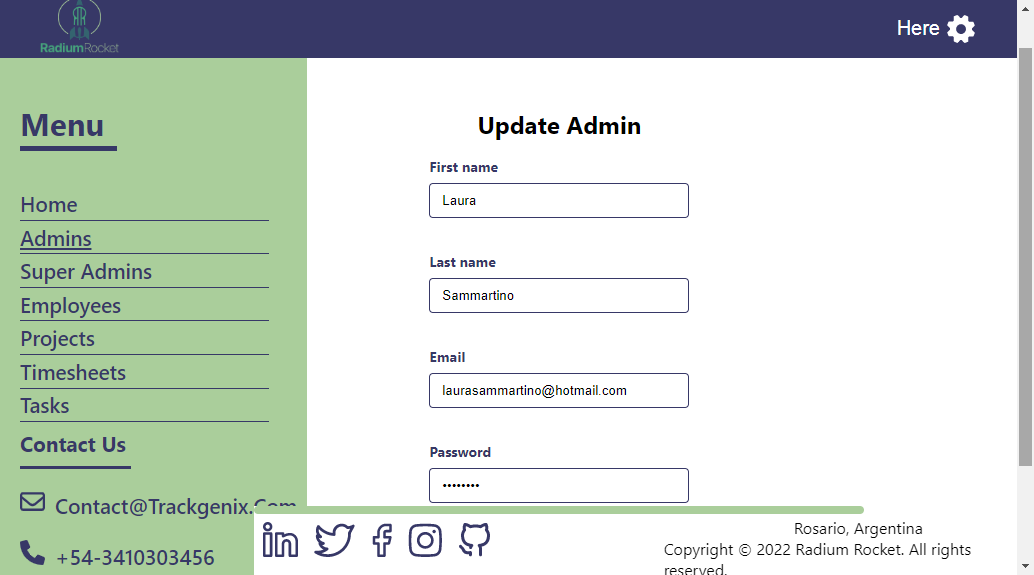 RadiumRocket
Here
Menu
Home
Admins
Super Admins
Employees
Projects
Timesheets
Tasks
Contact Us
Contact@Trackgenix.Com
+54-3410303456
Update Admin
First name
Laura
Last name
Sammartino
Email
laurasammartino@hotmail.com
Password
••••••••
Rosario, Argentina
Copyright © 2022 Radium Rocket. All rights
reserved.